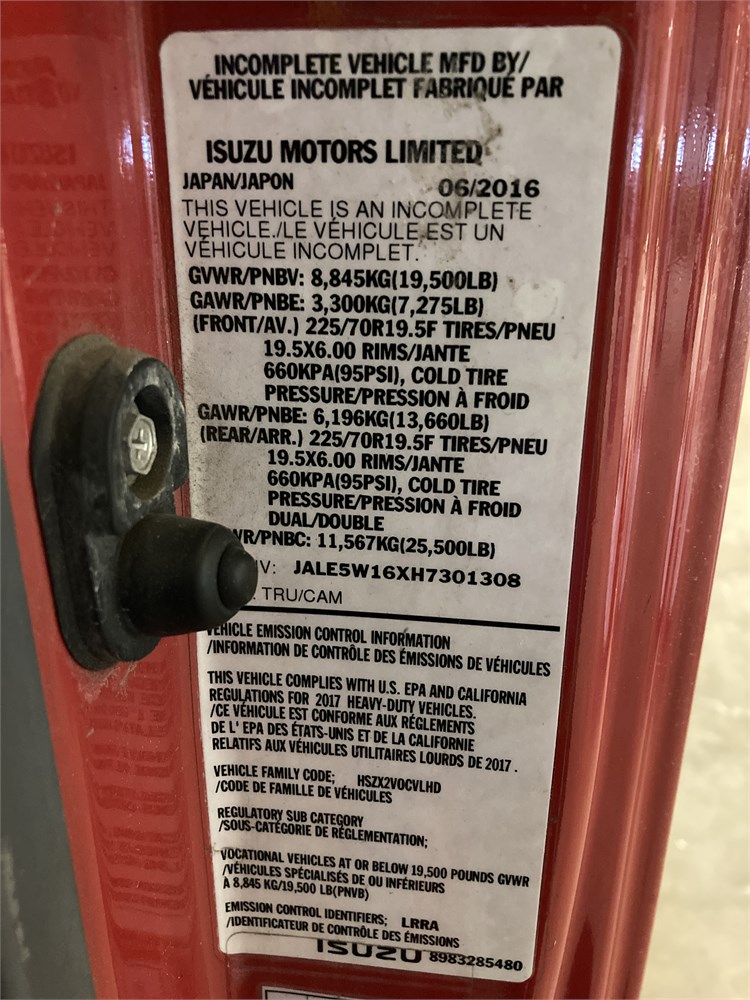 INCOMPLETE VEHICLE MFD BY/
VÉHICULE INCOMPLET FABRIQUÉ PAR
ISUZU MOTORS LIMITED
JAPAN/JAPON 06/2016
THIS VEHICLE IS AN INCOMPLETE
VEHICLE./LE VÉHICULE EST UN
VÉHICULE INCOMPLET.
GVWR/PNBV: 8,845KG(19,500LB)
GAWR/PNBE: 3,300KG(7,275LB)
(FRONT/AV.) 225/70R19.5F TIRES/PNEU
19.5X6.00 RIMS/JANTE
660KPA(95PSI), COLD TIRE
PRESSURE/PRESSION À FROID
GAWR/PNBE: 6,196KG(13,660LB)
(REAR/ARR.) 225/70R19.5F TIRES/PNEU
19.5X6.00 RIMS/JANTE
660KPA(95PSI), COLD TIRE
PRESSURE/PRESSION À FROID
DUAL/DOUBLE
WR/PNBC: 11,567KG(25,500LB)
IV: JALE5W16XH7301308
. TRU/CAM
VEHICLE EMISSION CONTROL INFORMATION
/INFORMATION DE CONTRÔLE DES ÉMISSIONS DE VÉHICULES
THIS VEHICLE COMPLIES WITH U.S. EPA AND CALIFORNIA
REGULATIONS FOR 2017 HEAVY-DUTY VEHICLES.
/CE VÉHICULE EST CONFORME AUX RÉGLEMENTS
DE L' EPA DES ÉTATS-UNIS ET DE LA CALIFORNIE
RELATIFS AUX VÉHICULES UTILITAIRES LOURDS DE 2017 .
VEHICLE FAMILY CODE; HSZX2VOCVLHD
/CODE DE FAMILLE DE VÉHICULES
REGULATORY SUB CATEGORY
/SOUS-CATÉGORIE DE RÉGLEMENTATION;
VOCATIONAL VEHICLES AT OR BELOW 19,500 POUNDS GVWR
/VÉHICULES SPÉCIALISÉS DE OU INFÉRIEURS
À 8,845 KG/19,500 LB(PNVB)
EMISSION CONTROL IDENTIFIERS; LRRA
/IDENTIFICATEUR DE CONTRÔLE DES ÉMISSIONS
ISUZU 8983285480